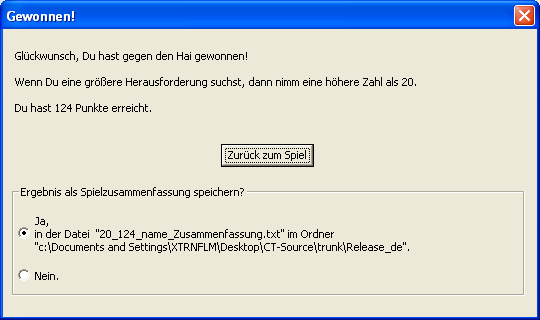 Gewonnen!
Glückwunsch, Du hast gegen den Hai gewonnen!
Wenn Du eine größere Herausforderung suchst, dann nimm eine höhere Zahl als 20.
Du hast 124 Punkte erreicht.
Zurück zum Spiel
Ergebnis als Spielzusammenfassung speichern?
Ja,
in der Datei "20_124_name_Zusammenfassung.txt" im Ordner
"c:\Documents and Settings\XTRNFLM\Desktop\CT-Source\trunk\Release_de".
Nein.